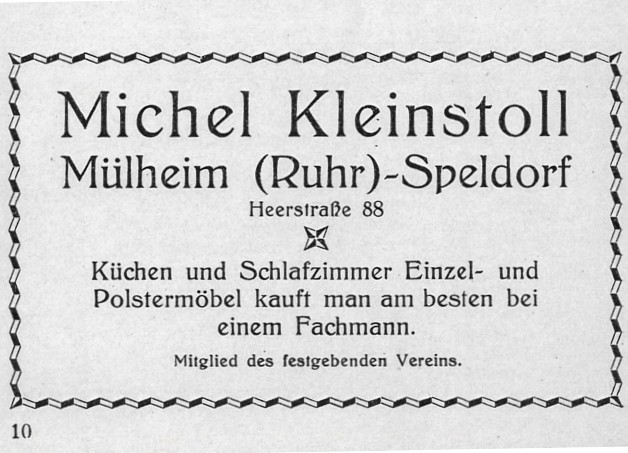 Michel Kleinstoll
Mülheim (Ruhr)-Speldorf
Heerstraße 88
Küchen und Schlafzimmer Einzel- und
Polstermöbel kauft man am besten bei
einem Fachmann.
Mitglied des festgebenden Vereins.
10